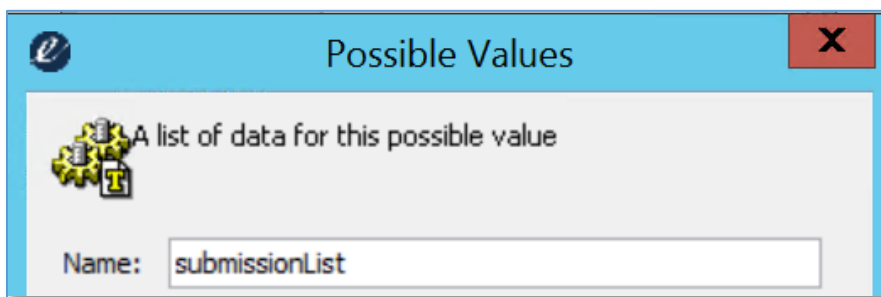 Possible Values
X
A list of data for this possible value
T
Name: submissionList